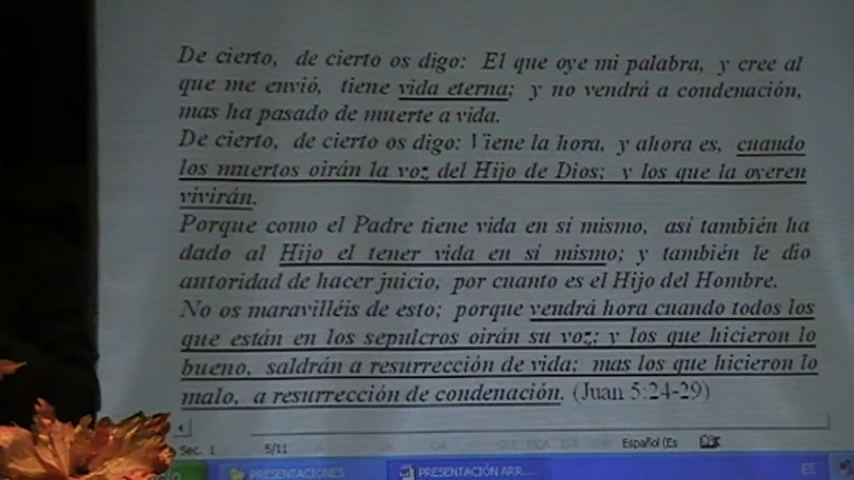 De cierto, de cierto os digo: El que oye mi palabra, y cree al
que me envió, tiene vida eterna; y no vendrá a condenación,
mas ha pasado de muerte a vida.
De cierto, de cierto os digo: Viene la hora, y ahora es, cuando
los muertos oirán la voz del Hijo de Dios; y los que la oyeren
vivirán.
Porque como el Padre tiene vida en sí mismo, así también ha
dado al Hijo el tener vida en sí mismo; y también le dio
autoridad de hacer juicio, por cuanto es el Hijo del Hombre.
No os maravilléis de esto; porque vendrá hora cuando todos los
que están en los sepulcros oirán su voz; y los que hicieron lo
bueno, saldrán a resurrección de vida; mas los que hicieron lo
malo, a resurrección de condenación. (Juan 5:24-29)
Sec. 1 5/11 Español (Es
PRESENTACIONES PRESENTACIÓN ARR... ES